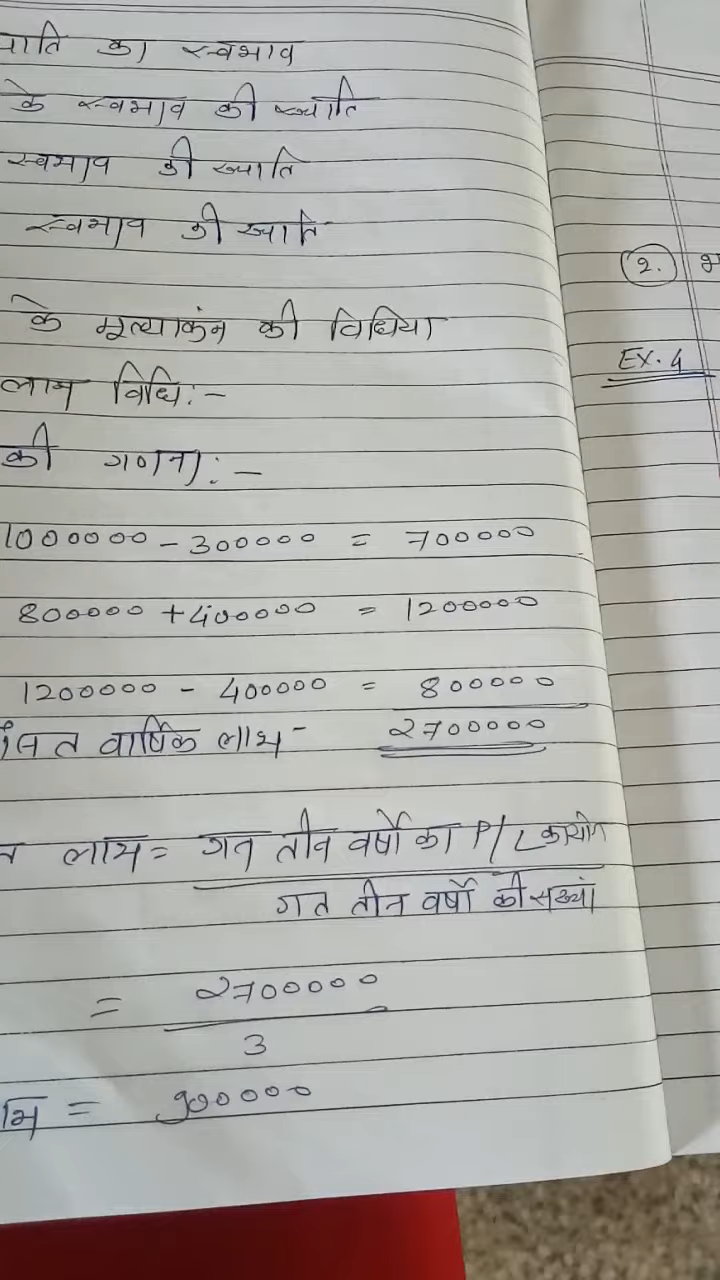 का स्वभाव
के स्वभाव की ख्याति
स्वभाव की ख्याति
स्वभाव की ख्याति
के मूल्याकंन की विधिया
लाभ विधि:-
की गणना:-
1000000 - 300000 = 700000
800000 + 400000 = 1200000
1200000 - 400000 = 800000
वार्षिक लाभ - 2700000
लाभ = गत तीन वर्षो का P/L का योग
गत तीन वर्षो की संख्या
= 2700000
3
= 900000
2.
EX. 4